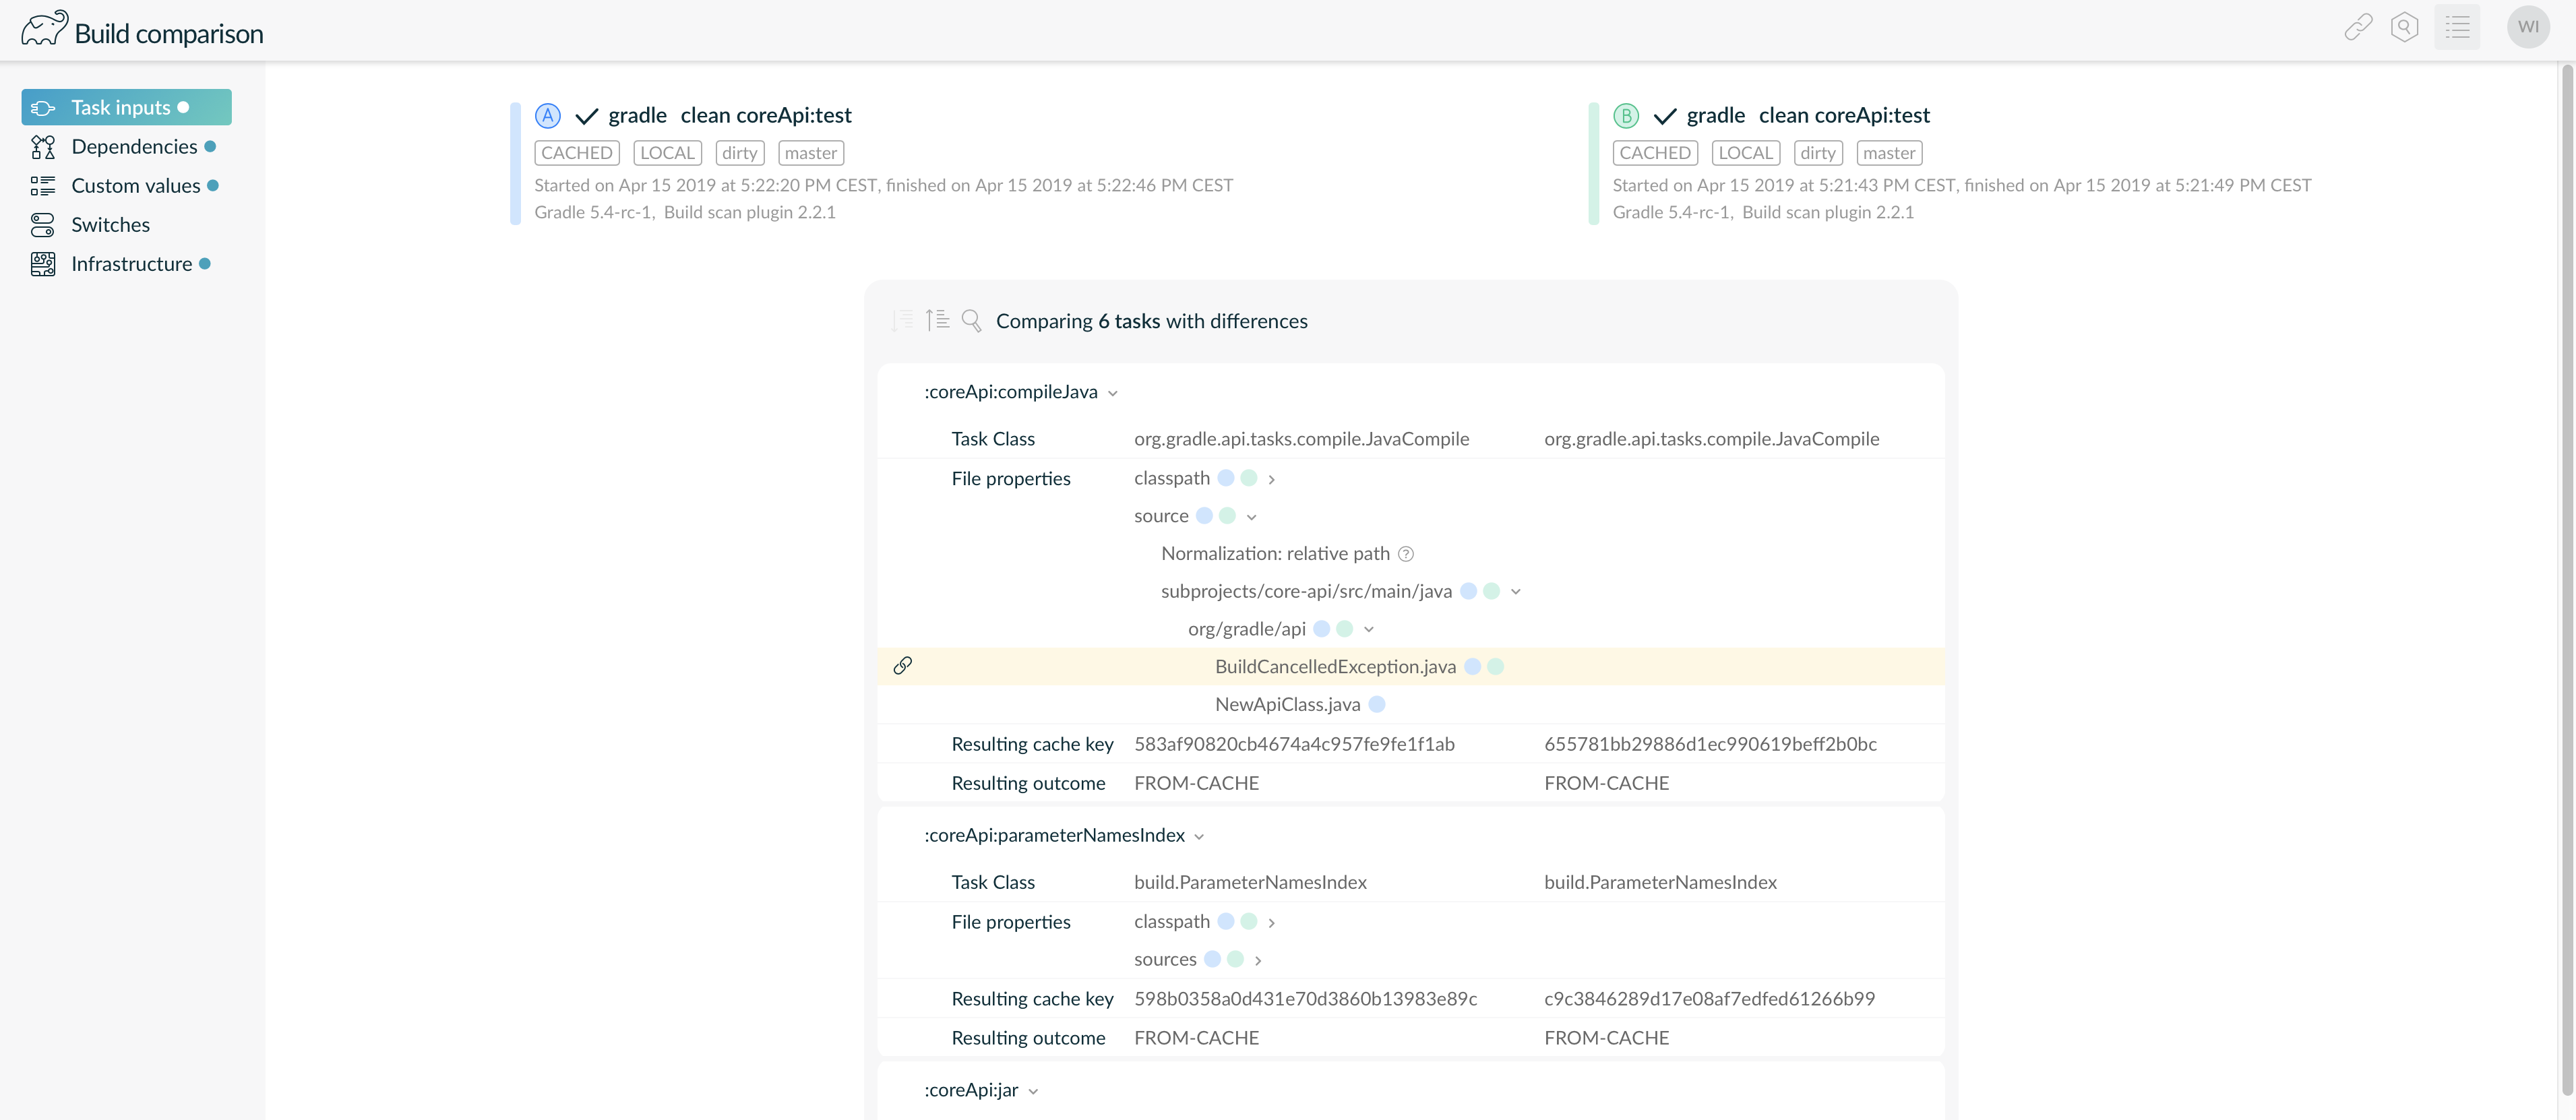 Build comparison
WI
Task inputs
Dependencies
Custom values
Switches
Infrastructure
A gradle clean coreApi:test
CACHED LOCAL dirty master
Started on Apr 15 2019 at 5:22:20 PM CEST, finished on Apr 15 2019 at 5:22:46 PM CEST
Gradle 5.4-rc-1, Build scan plugin 2.2.1
B gradle clean coreApi:test
CACHED LOCAL dirty master
Started on Apr 15 2019 at 5:21:43 PM CEST, finished on Apr 15 2019 at 5:21:49 PM CEST
Gradle 5.4-rc-1, Build scan plugin 2.2.1
Comparing 6 tasks with differences
:coreApi:compileJava
Task Class org.gradle.api.tasks.compile.JavaCompile org.gradle.api.tasks.compile.JavaCompile
File properties classpath
source
Normalization: relative path ?
subprojects/core-api/src/main/java
org/gradle/api
BuildCancelledException.java
NewApiClass.java
Resulting cache key 583af90820cb4674a4c957fe9fe1f1ab 655781bb29886d1ec990619beff2b0bc
Resulting outcome FROM-CACHE FROM-CACHE
:coreApi:parameterNamesIndex
Task Class build.ParameterNamesIndex build.ParameterNamesIndex
File properties classpath
sources
Resulting cache key 598b0358a0d431e70d3860b13983e89c c9c3846289d17e08af7edfed61266b99
Resulting outcome FROM-CACHE FROM-CACHE
:coreApi:jar